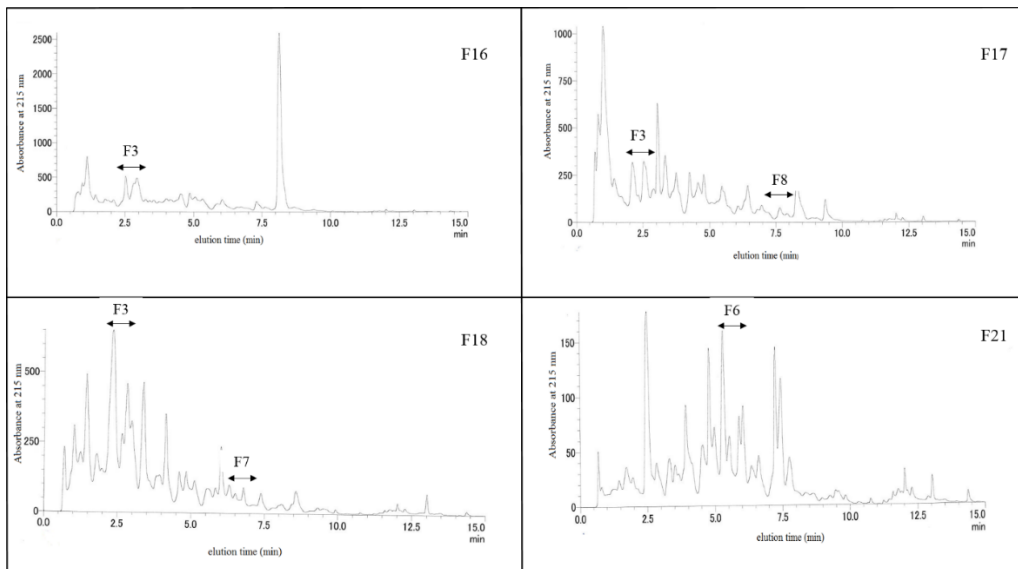 F16
Absorbance at 215 nm
2500
2000
1500
1000
500
0
F3
0.0
2.5
5.0
7.5
10.0
12.5
15.0
min
elution time (min)
F17
Absorbance at 215 nm
1000
750
500
250
0
F3
F8
0.0
2.5
5.0
7.5
10.0
12.5
15.0
min
elution time (min
F18
Absorbance at 215 nm
500
250
0
F3
F7
0.0
2.5
5.0
7.5
10.0
12.5
15.0
min
elution time (min)
F21
Absorbance at 215 nm
150
100
50
0
F6
0.0
2.5
5.0
7.5
10.0
12.5
15.0
min
elution time (min)